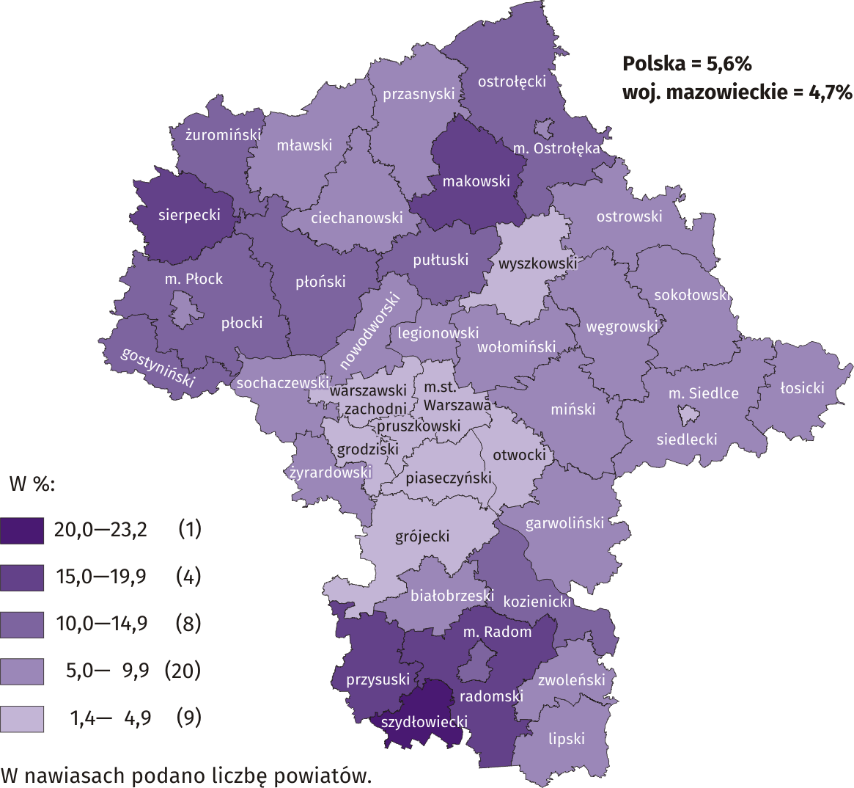 Polska = 5,6%
woj. mazowieckie = 4,7%
ostrołęcki
przasnyski
żuromiński
mławski
m. Ostrołęka
makowski
sierpecki
ciechanowski
ostrowski
pułtuski
wyszkowski
m. Płock
płoński
sokołowski
płocki
nowodworski
legionowski
węgrowski
wołomiński
gostyniński
sochaczewski
warszawski
zachodni
m.st.
Warszawa
m. Siedlce
łosicki
miński
pruszkowski
siedlecki
grodziski
otwocki
żyrardowski
piaseczyński
garwoliński
grójecki
białobrzeski
kozienicki
m. Radom
przysuski
zwoleński
radomski
szydłowiecki
lipski
W %:
20,0—23,2 (1)
15,0—19,9 (4)
10,0—14,9 (8)
5,0— 9,9 (20)
1,4— 4,9 (9)
W nawiasach podano liczbę powiatów.